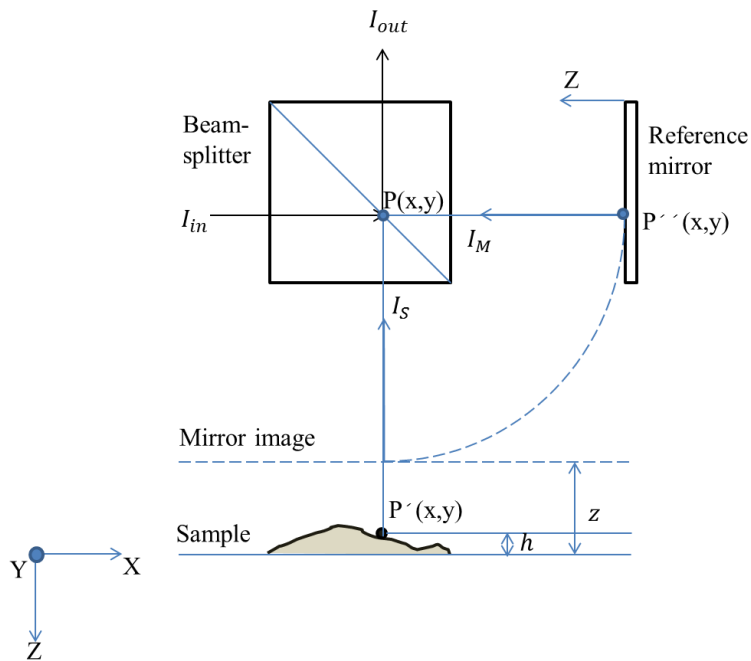 I_out
Z
Beam-
splitter
Reference
mirror
P(x,y)
I_in
P´´(x,y)
I_M
I_S
Mirror image
P´(x,y)
z
Sample
h
Y
X
Z